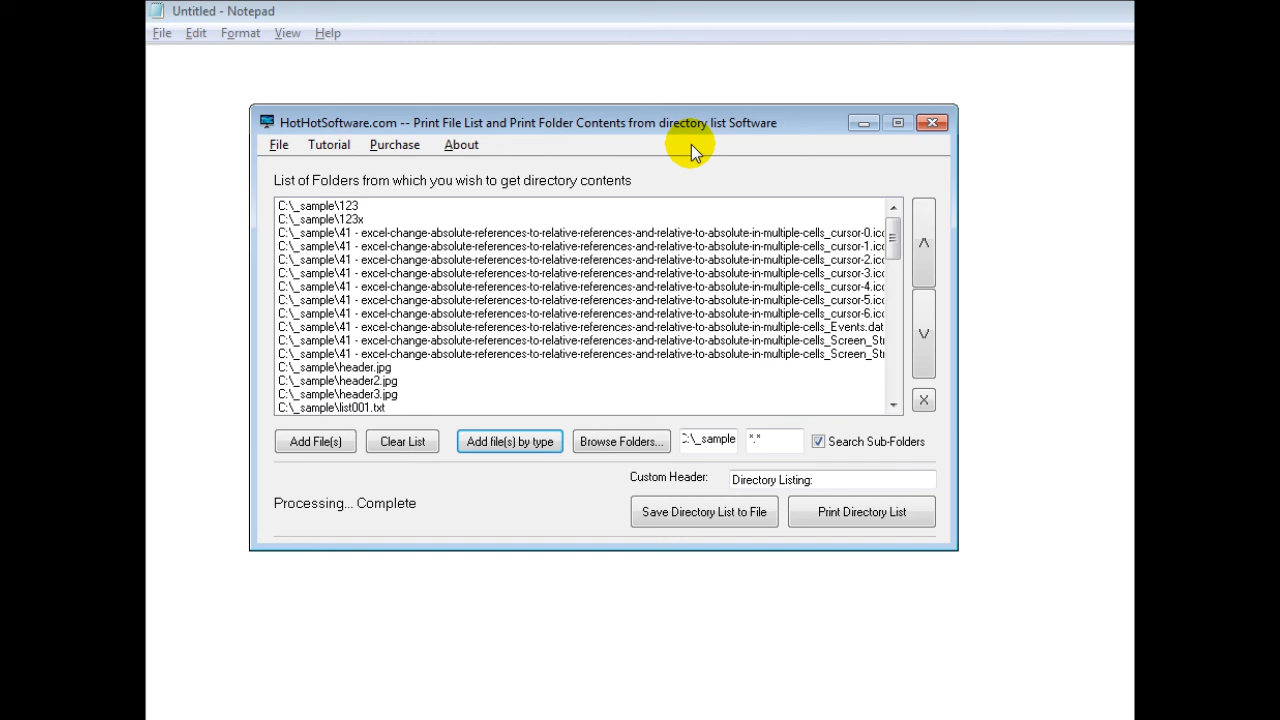 Untitled - Notepad
File Edit Format View Help
HotHotSoftware.com -- Print File List and Print Folder Contents from directory list Software
File Tutorial Purchase About
List of Folders from which you wish to get directory contents
C:\_sample\123
C:\_sample\123x
C:\_sample\41 - excel-change-absolute-references-to-relative-references-and-relative-to-absolute-in-multiple-cells_cursor-0.icc
C:\_sample\41 - excel-change-absolute-references-to-relative-references-and-relative-to-absolute-in-multiple-cells_cursor-1.icc
C:\_sample\41 - excel-change-absolute-references-to-relative-references-and-relative-to-absolute-in-multiple-cells_cursor-2.icc
C:\_sample\41 - excel-change-absolute-references-to-relative-references-and-relative-to-absolute-in-multiple-cells_cursor-3.icc
C:\_sample\41 - excel-change-absolute-references-to-relative-references-and-relative-to-absolute-in-multiple-cells_cursor-4.icc
C:\_sample\41 - excel-change-absolute-references-to-relative-references-and-relative-to-absolute-in-multiple-cells_cursor-5.icc
C:\_sample\41 - excel-change-absolute-references-to-relative-references-and-relative-to-absolute-in-multiple-cells_cursor-6.icc
C:\_sample\41 - excel-change-absolute-references-to-relative-references-and-relative-to-absolute-in-multiple-cells_Events.dat
C:\_sample\41 - excel-change-absolute-references-to-relative-references-and-relative-to-absolute-in-multiple-cells_Screen_Str
C:\_sample\41 - excel-change-absolute-references-to-relative-references-and-relative-to-absolute-in-multiple-cells_Screen_Str
C:\_sample\header.jpg
C:\_sample\header2.jpg
C:\_sample\header3.jpg
C:\_sample\list001.txt
Add File(s) Clear List Add file(s) by type Browse Folders... C:\_sample *.* Search Sub-Folders
Custom Header: Directory Listing:
Processing... Complete
Save Directory List to File Print Directory List